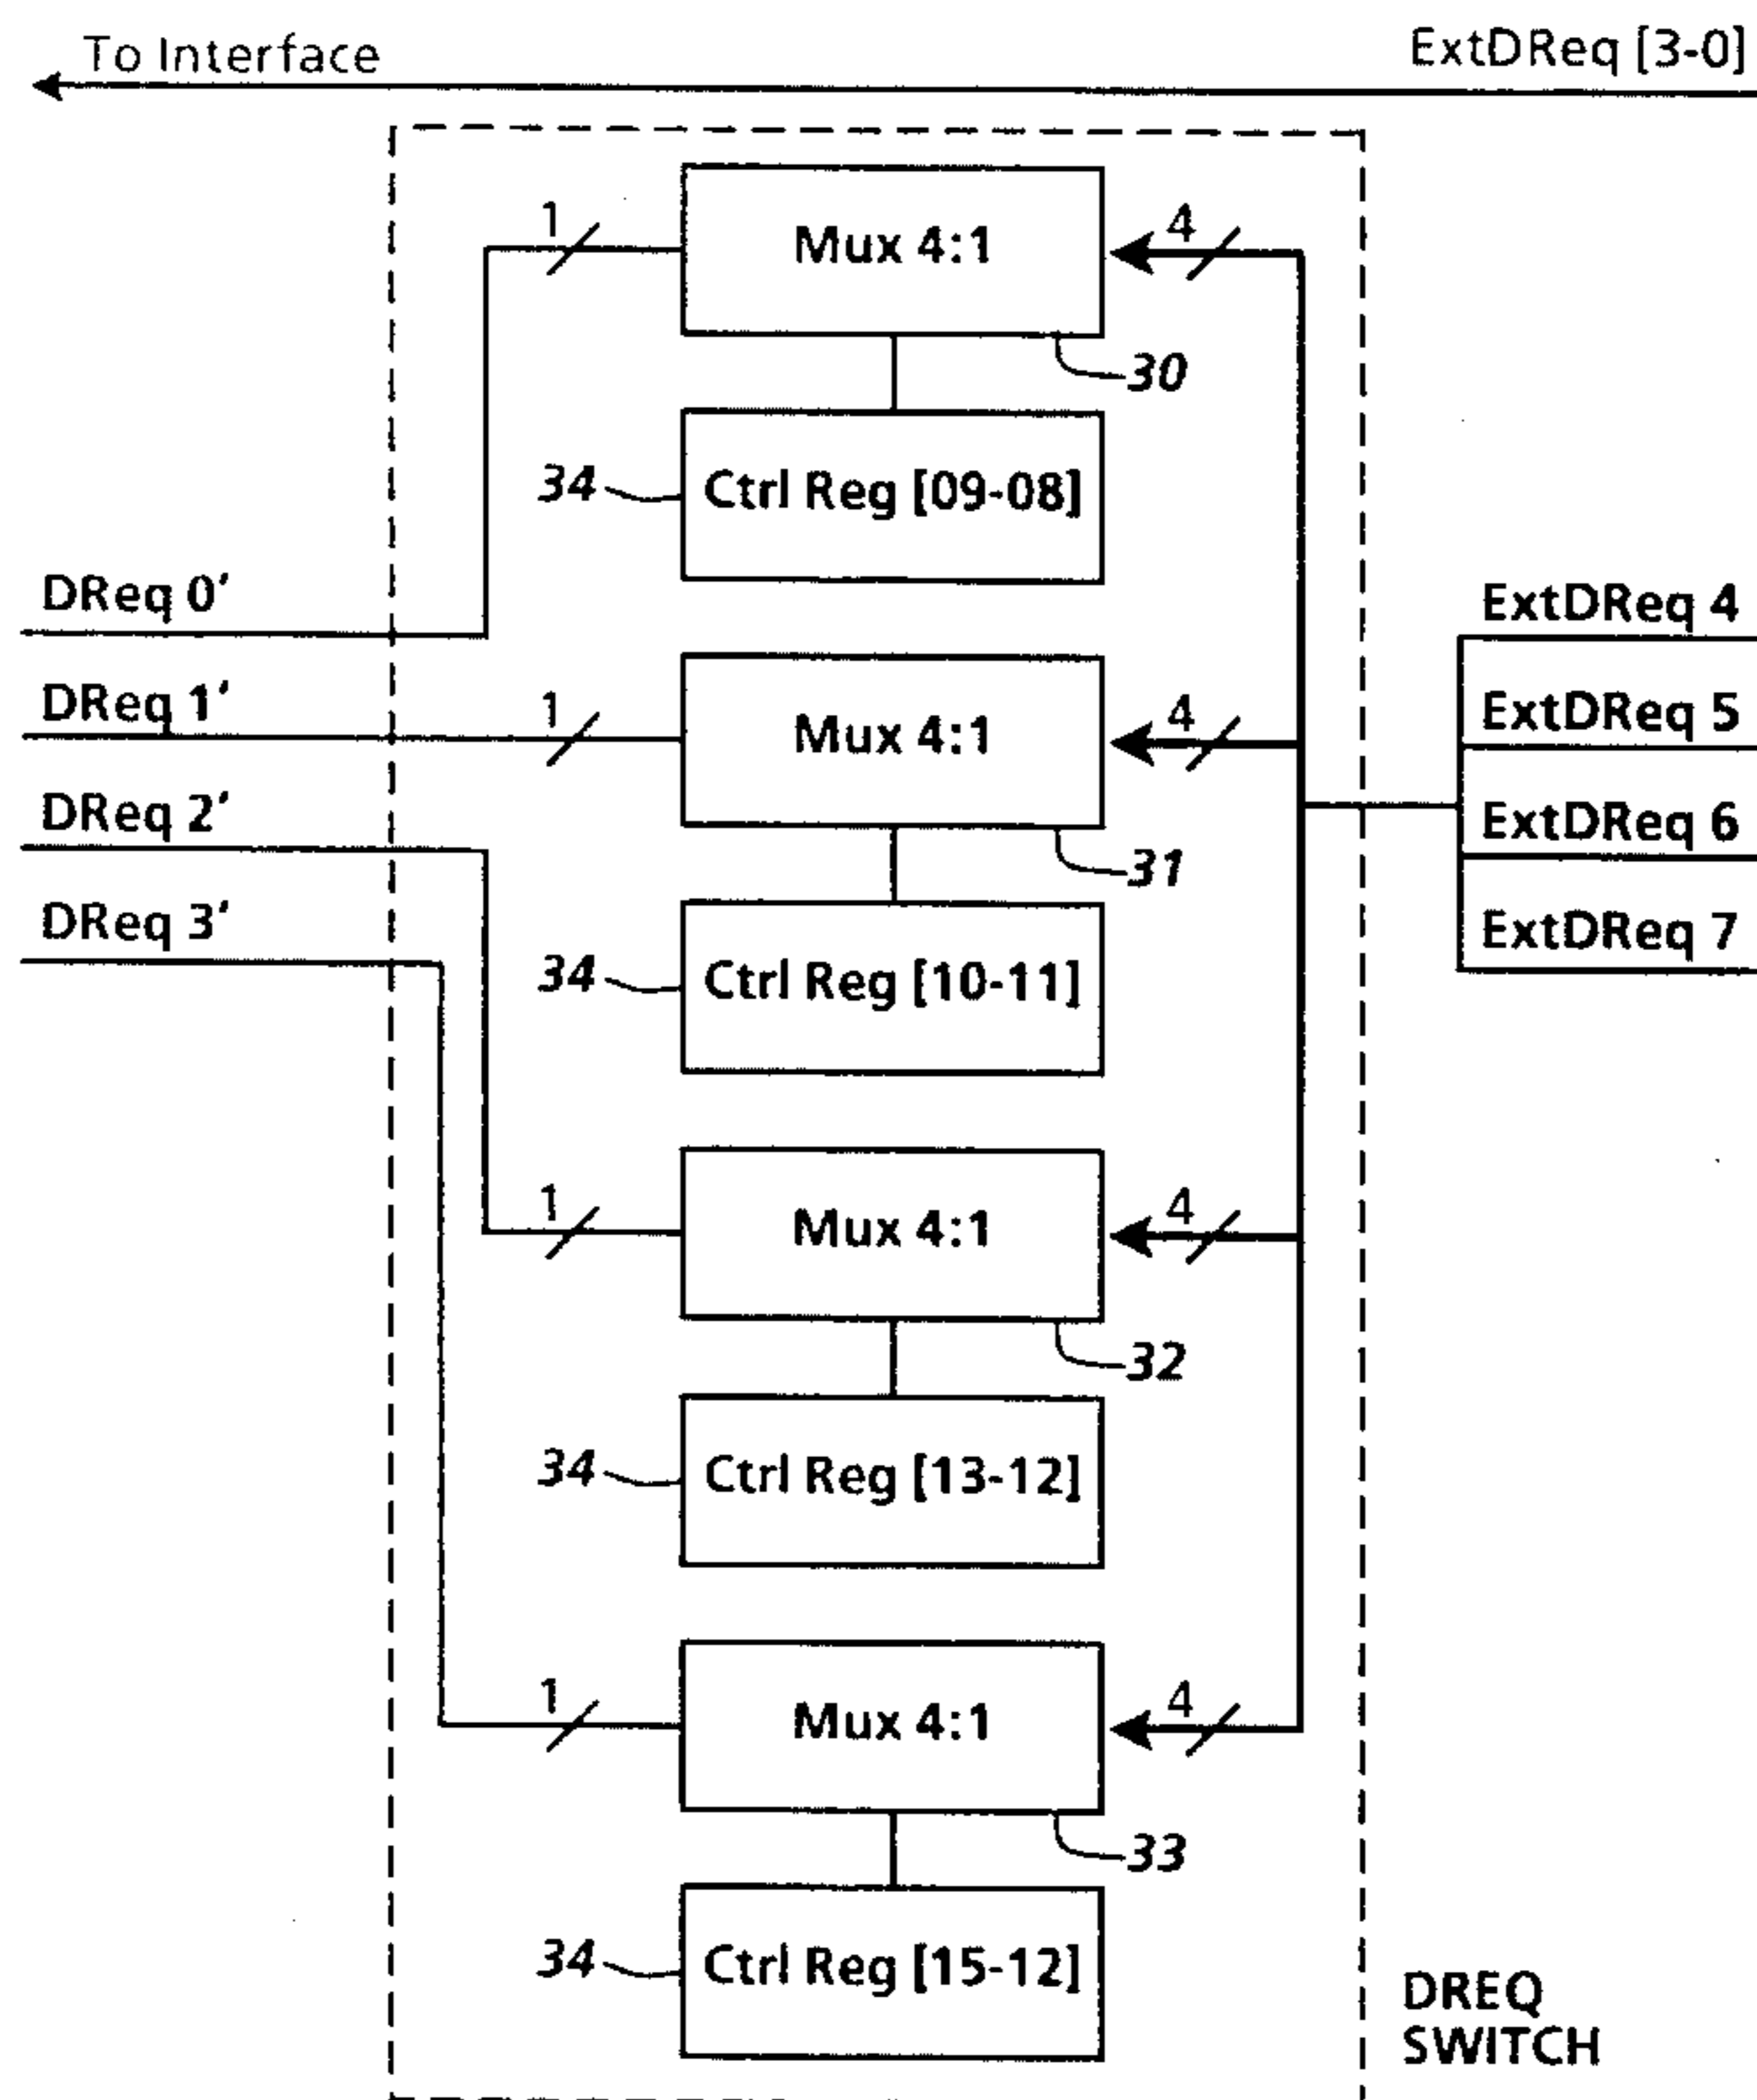 To Interface
ExtDReq [3-0]
1
Mux 4:1
4
30
34
Ctrl Reg [09-08]
DReq 0'
ExtDReq 4
DReq 1'
1
Mux 4:1
4
ExtDReq 5
DReq 2'
31
ExtDReq 6
DReq 3'
34
Ctrl Reg [10-11]
ExtDReq 7
1
Mux 4:1
4
32
34
Ctrl Reg [13-12]
1
Mux 4:1
4
33
34
Ctrl Reg [15-12]
DREQ
SWITCH